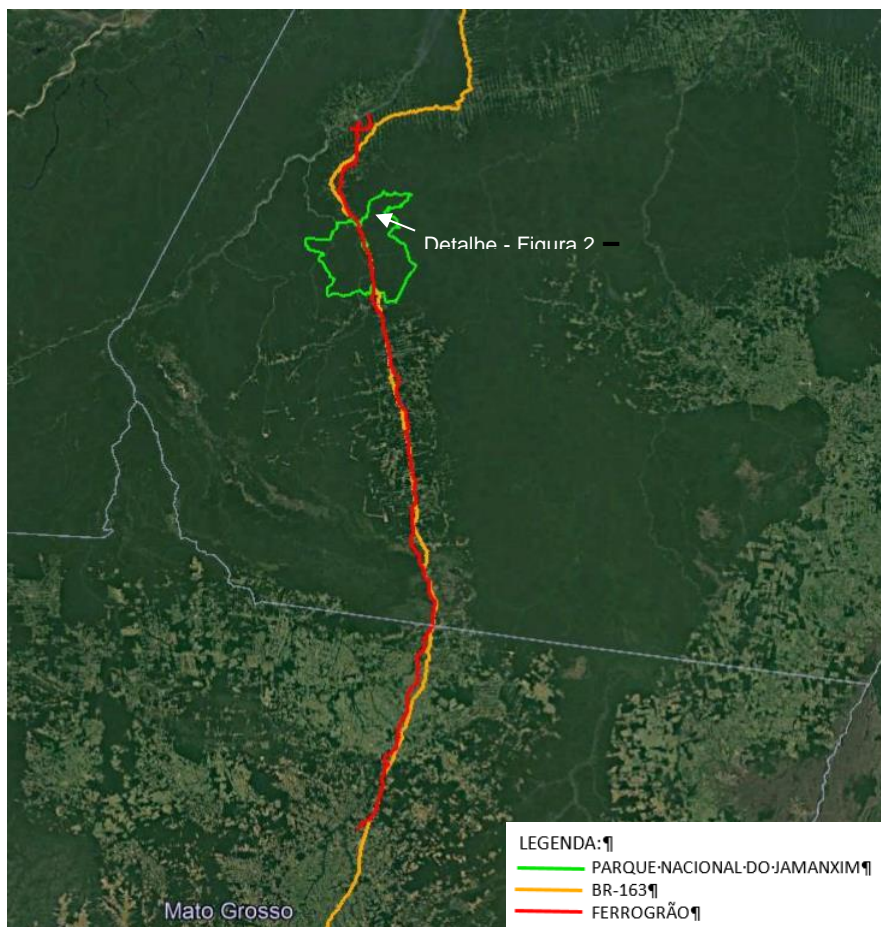 Detalhe - Figura 2
Mato Grosso
LEGENDA:¶
PARQUE·NACIONAL·DO·JAMANXIM¶
BR-163¶
FERROGRÃO¶